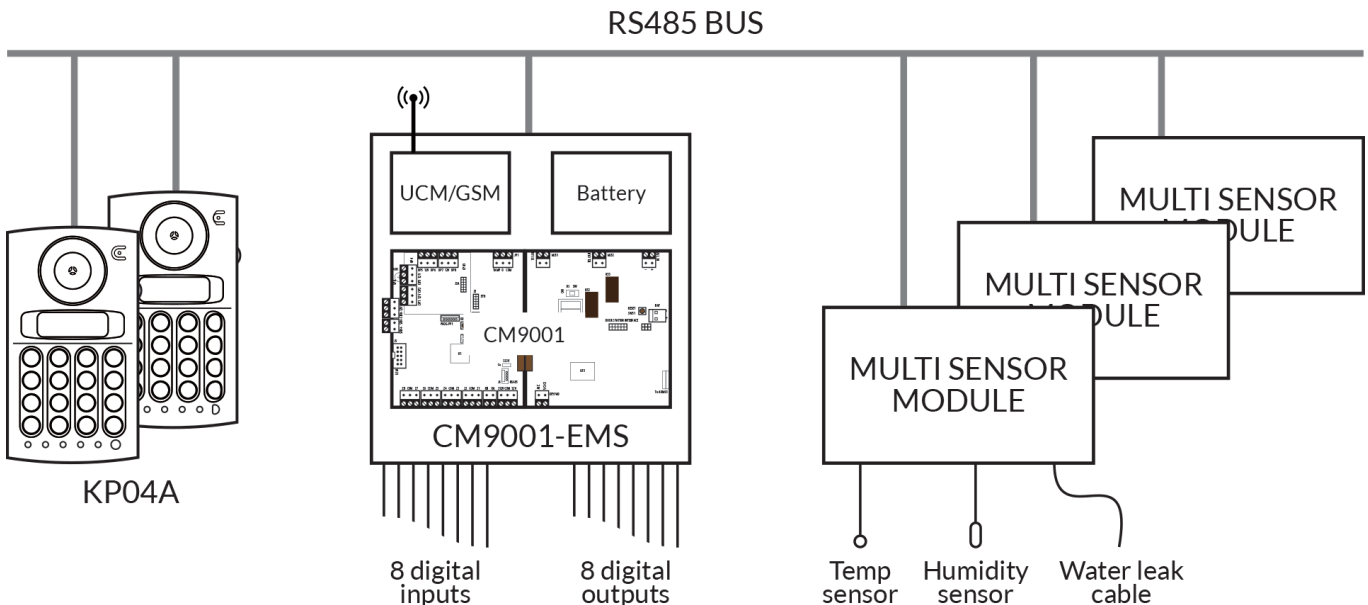 RS485 BUS
UCM/GSM
Battery
CM9001
CM9001-EMS
KP04A
8 digital
inputs
8 digital
outputs
MULTI SENSOR
MODULE
MULTI SENSOR
MODULE
MULTI SENSOR
MODULE
Temp
sensor
Humidity
sensor
Water leak
cable